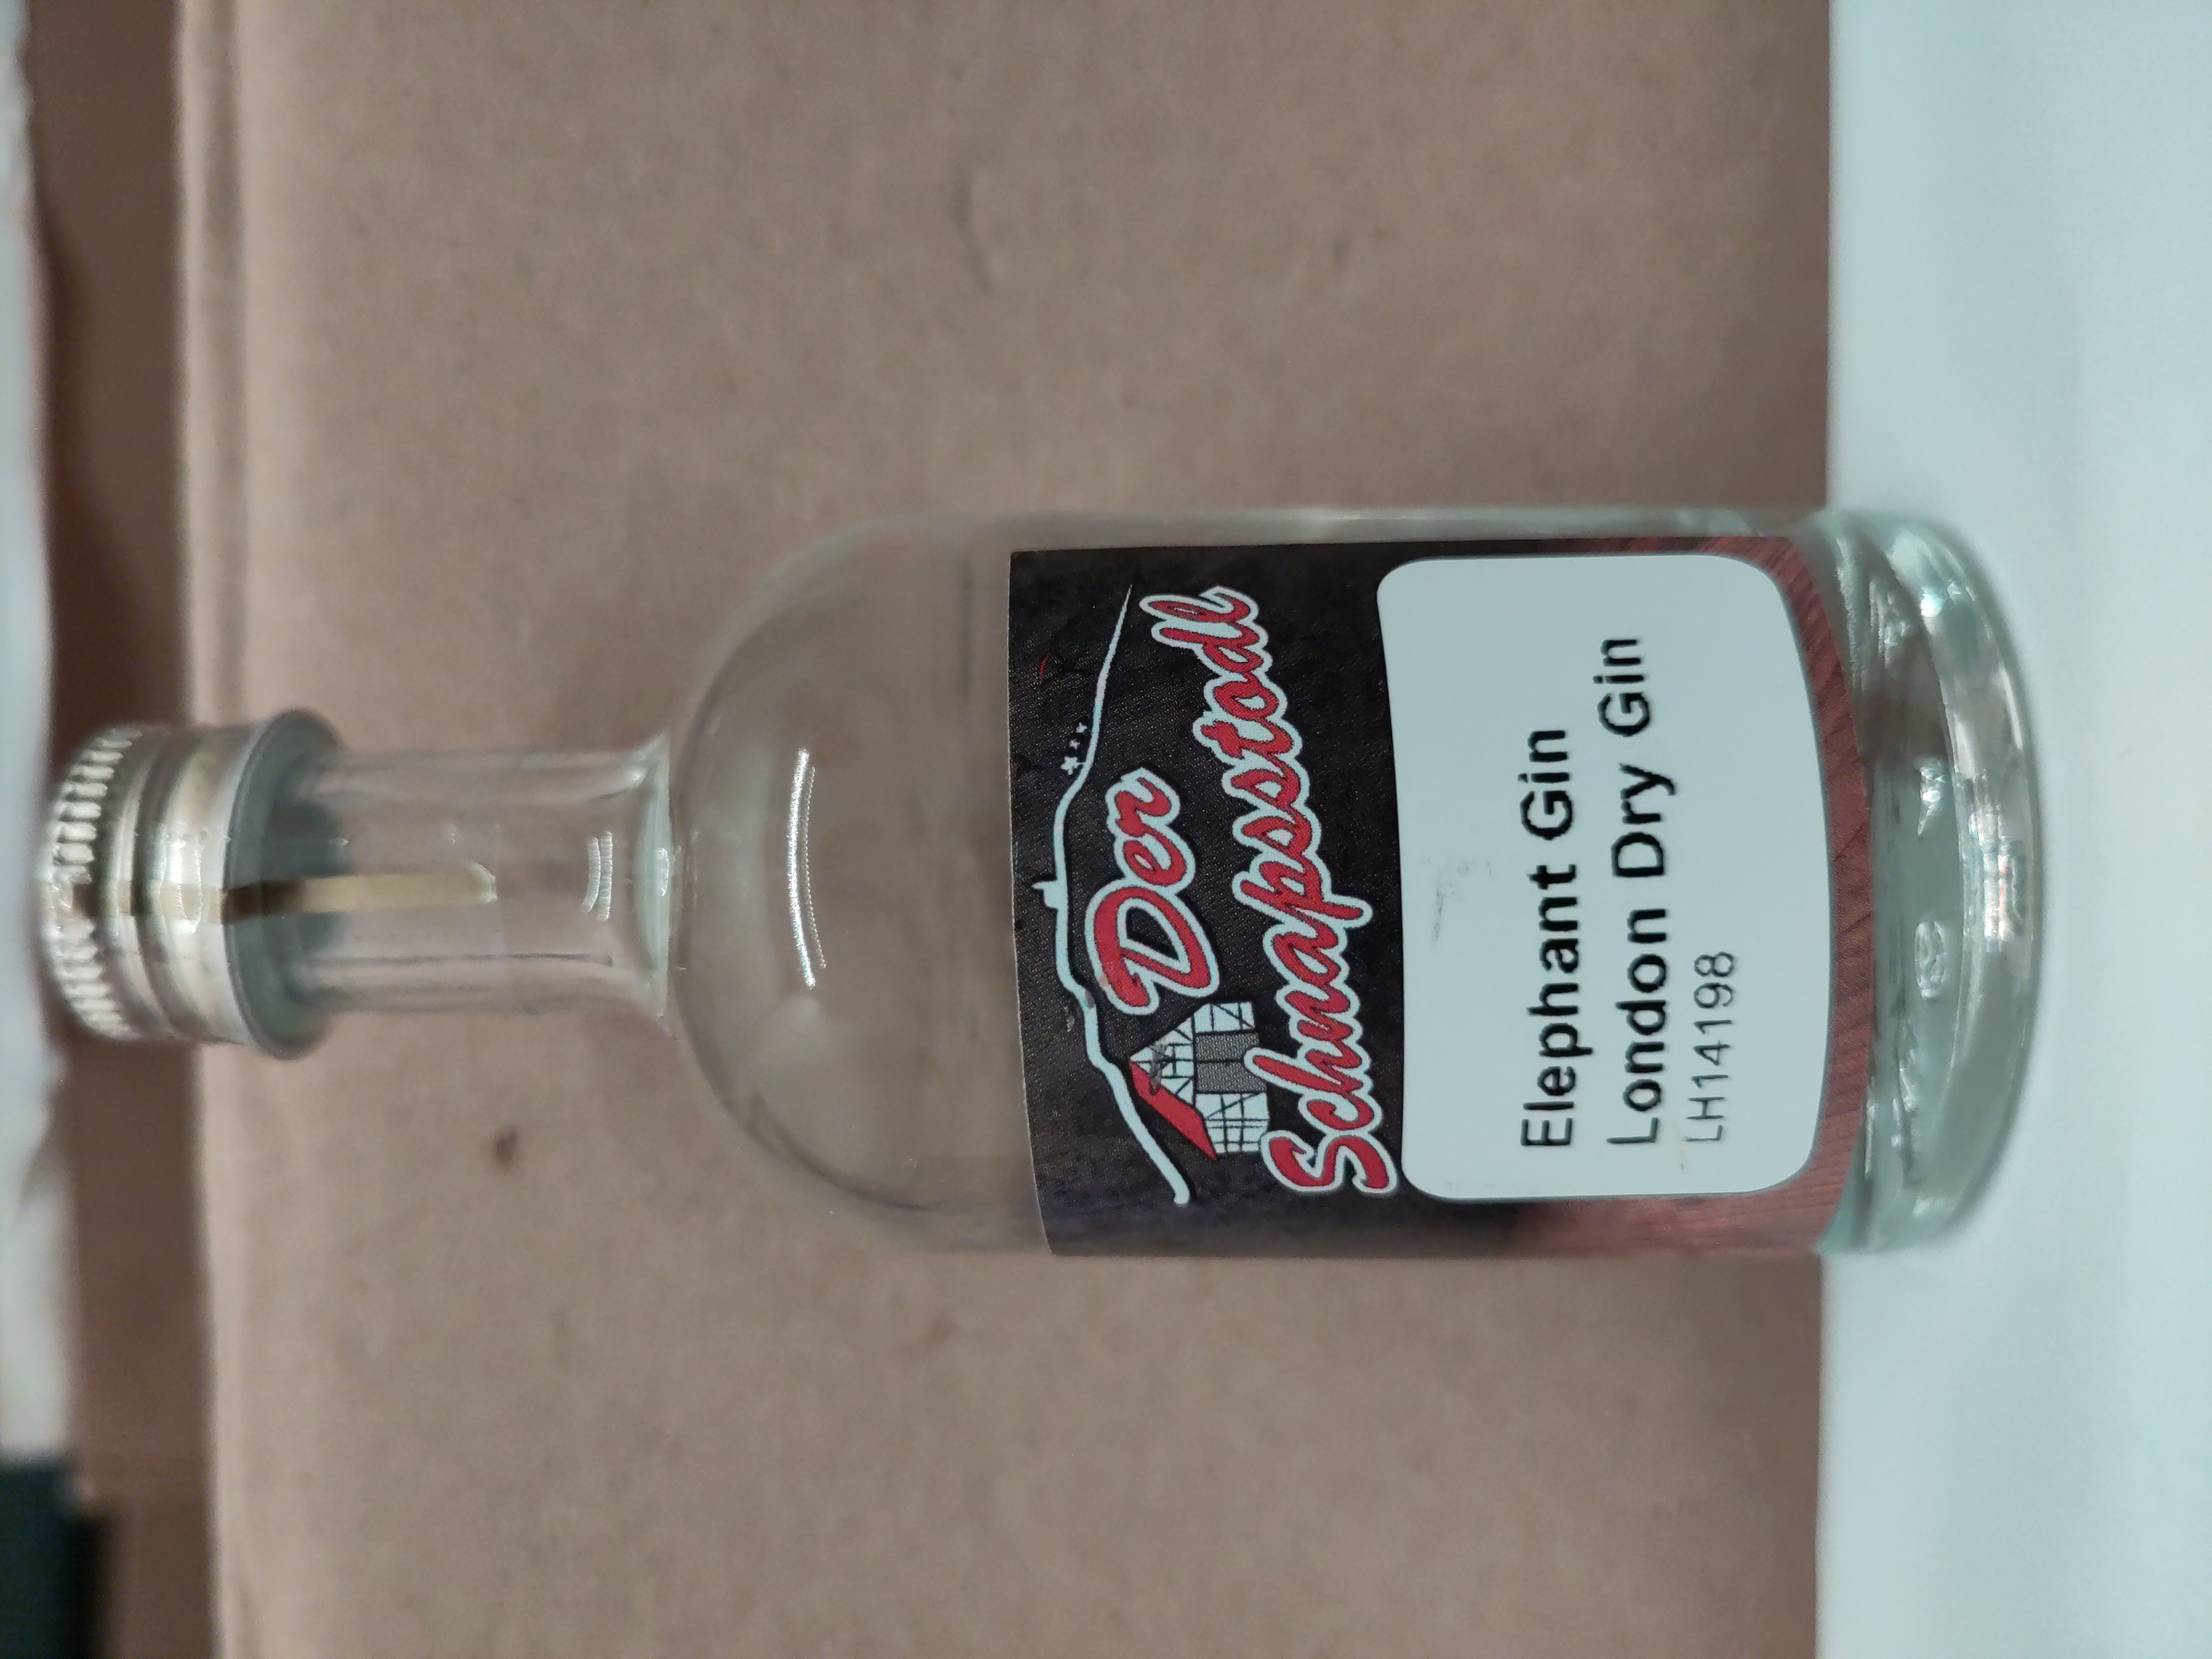 Der
Schnapsstodl
Elephant Gin
London Dry Gin
LH14198